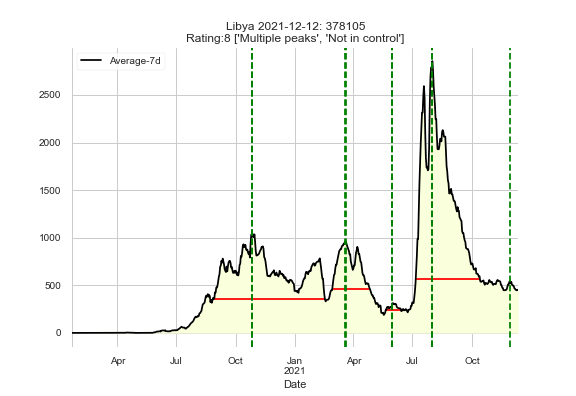 Libya 2021-12-12: 378105
Rating:8 ['Multiple peaks', 'Not in control']
Average-7d
2500
2000
1500
1000
500
0
Apr
Jul
Oct
Jan
2021
Apr
Jul
Oct
Date